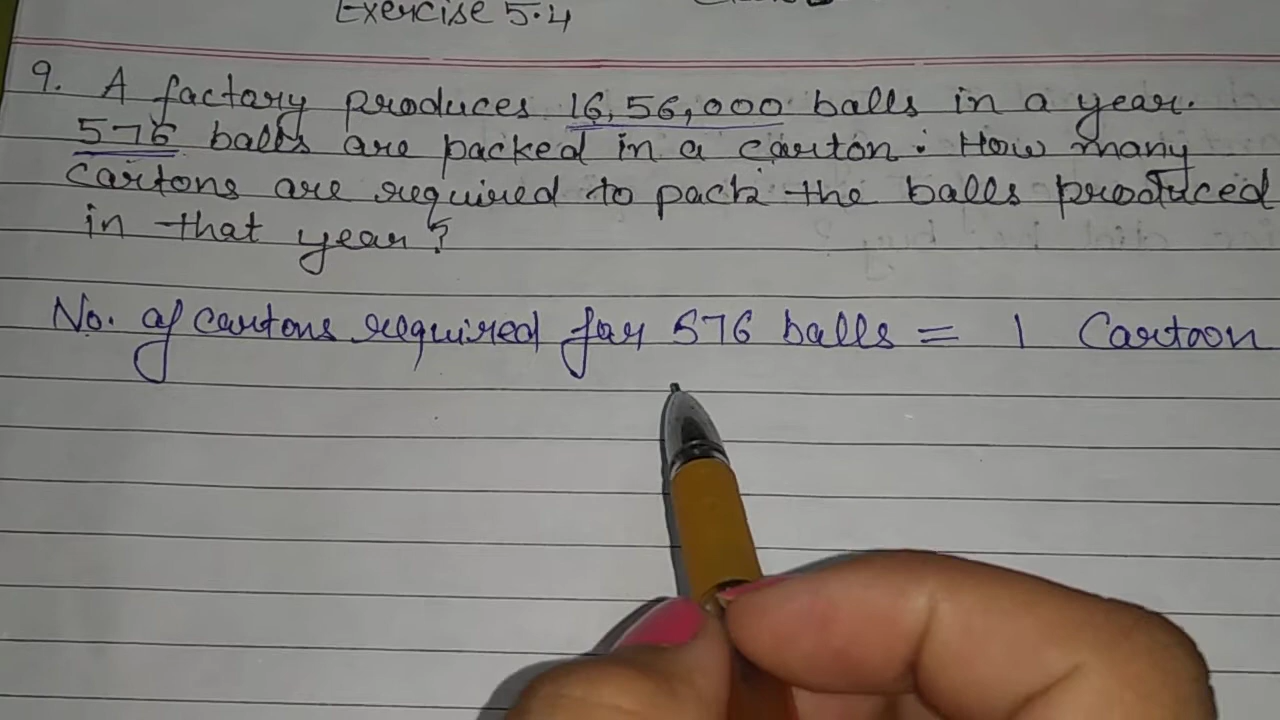 Exercise 5.4
9. A factory produces 16,56,000 balls in a year.
576 balls are packed in a carton. How many
cartons are required to pack the balls produced
in that year?
No. of cartons required for 576 balls = 1 Cartoon